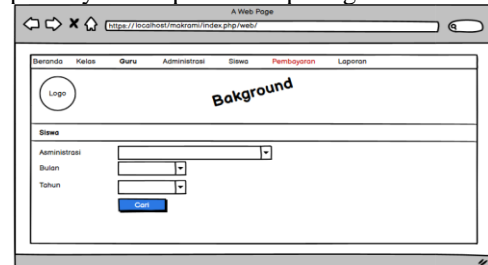 A Web Page
https://localhost/makrami/index.php/web/
Beranda Kelas Guru Administrasi Siswa Pembayaran Laporan
Logo
Bakground
Siswa
Asministrasi
Bulan
Tahun
Cari